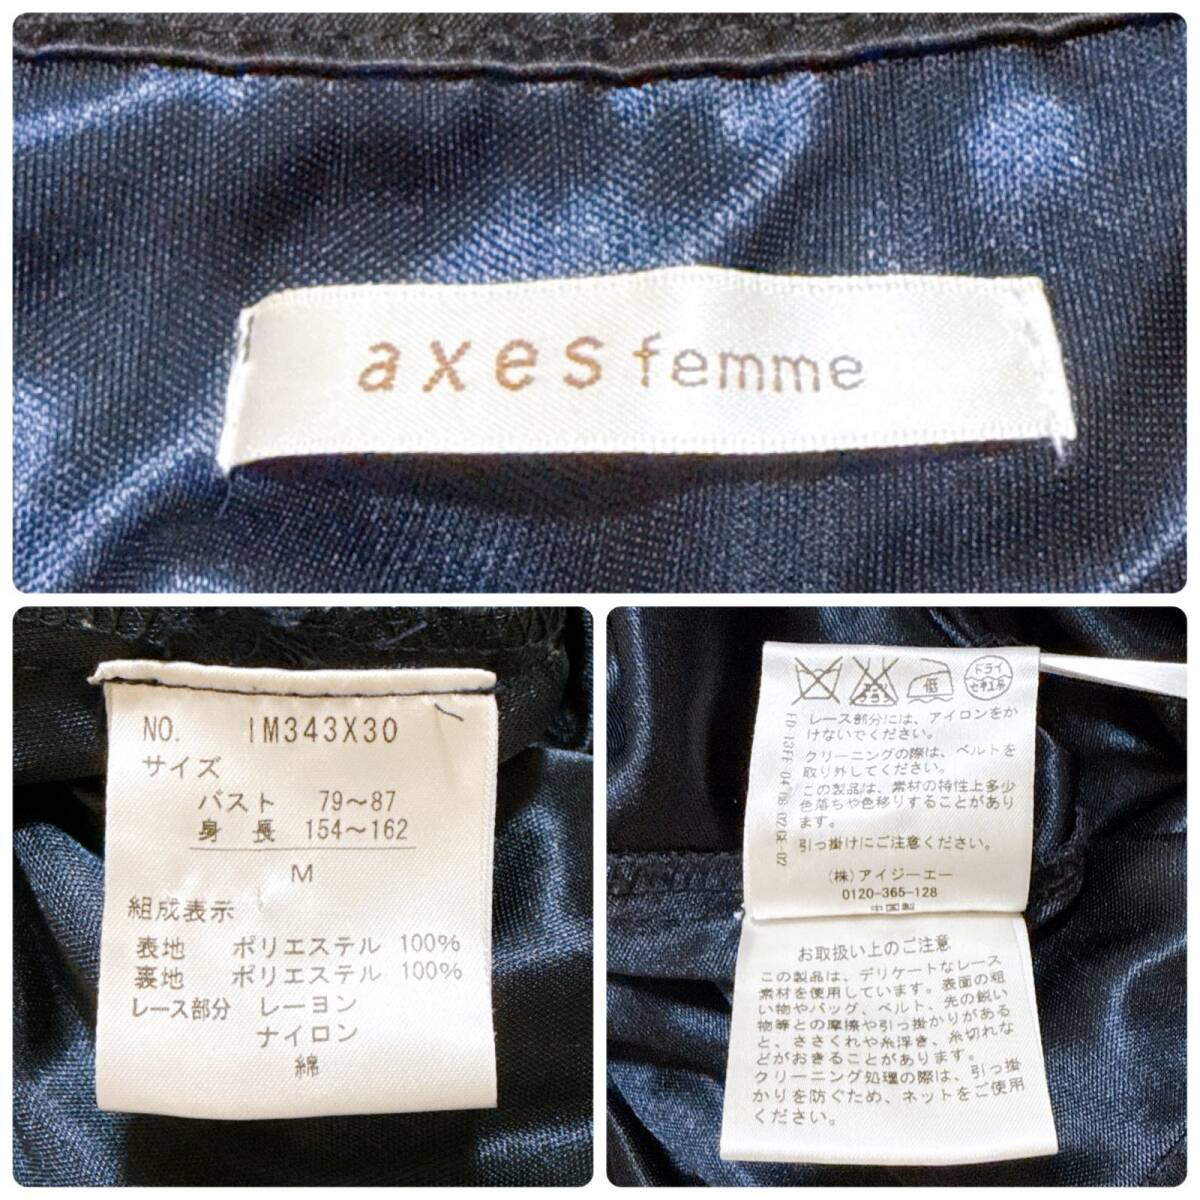 axes femme
NO. IM343X30
サイズ
バスト 79〜87
身長 154〜162
M
組成表示
表地 ポリエステル 100%
裏地 ポリエステル 100%
レース部分 レーヨン
ナイロン
綿
低
ドライ
レース部分には、アイロンをか
けないでください。
クリーニングの際は、ベルトを
取り外してください。
この製品は、素材の特性上多少
色落ちや色移りすることがあり
ます。
引っ掛けにご注意ください。
(株)アイジーエー
0120-365-128
中国製
お取扱い上のご注意
この製品は、デリケートなレース
素材を使用しています。表面の粗
い物やバッグ、ベルト、先の鋭い
物等との摩擦や引っ掛かりがある
と、ささくれや糸浮き、糸切れな
どがおきることがあります。
クリーニング処理の際は、引っ掛
かりを防ぐため、ネットをご使用
ください。